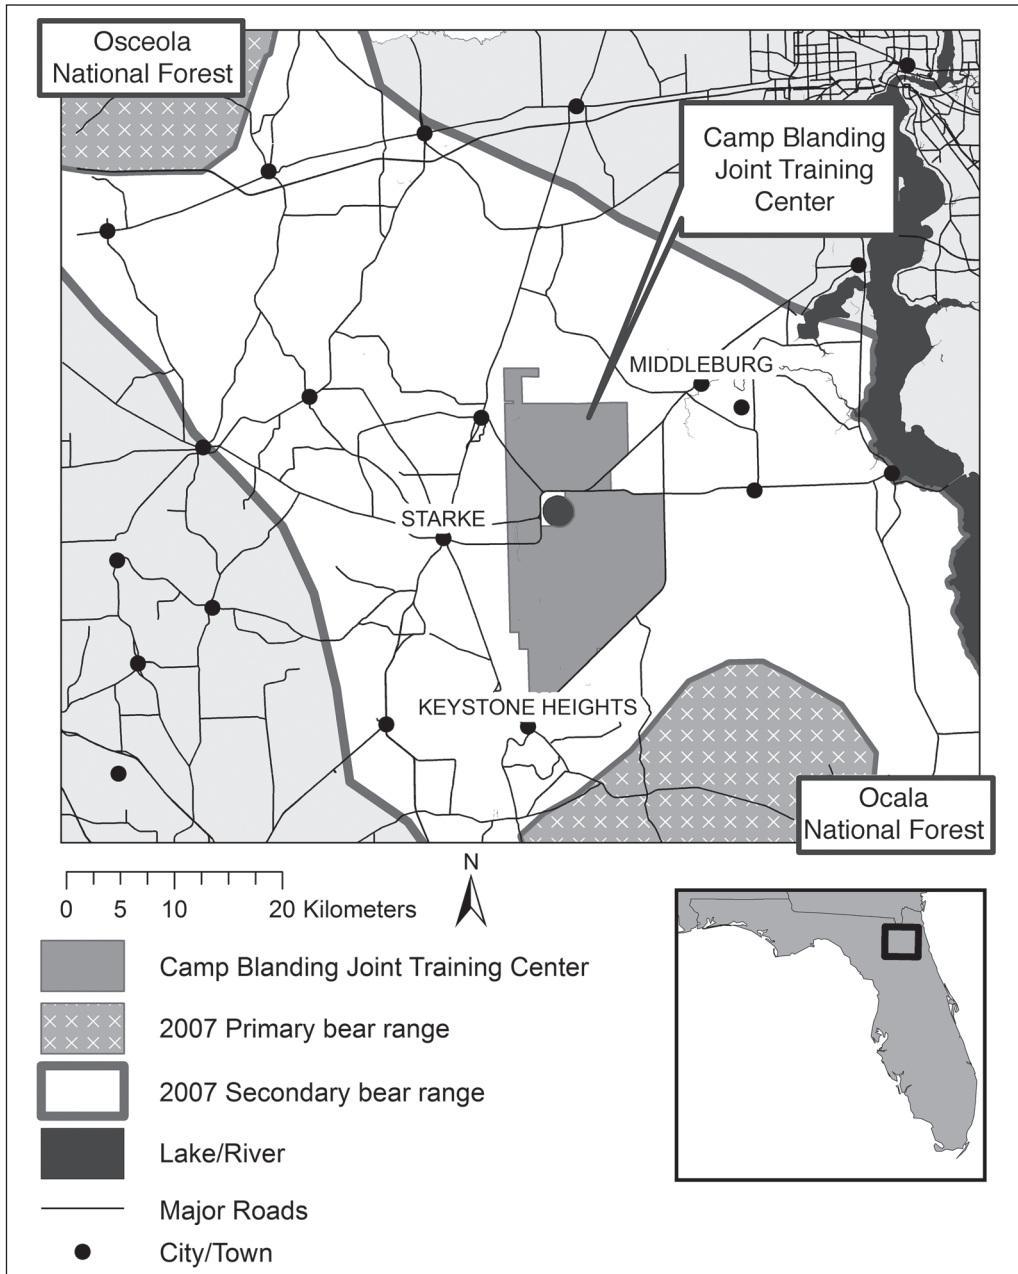 Osceola
National Forest
Camp Blanding
Joint Training
Center
MIDDLEBURG
STARKE
KEYSTONE HEIGHTS
Ocala
National Forest
N
0 5 10 20 Kilometers
Camp Blanding Joint Training Center
2007 Primary bear range
2007 Secondary bear range
Lake/River
Major Roads
City/Town